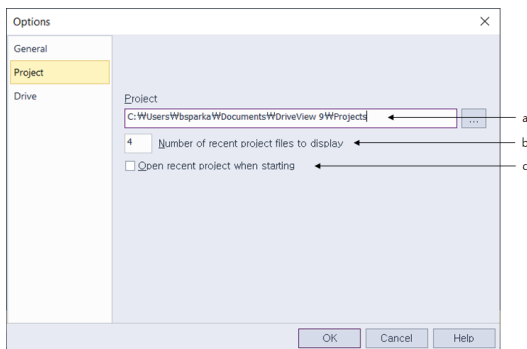 Options
General
Project
Drive
Project
C:₩Users₩bsparka₩Documents₩DriveView 9₩Projects
...
a
4 Number of recent project files to display
b
Open recent project when starting
c
OK Cancel Help